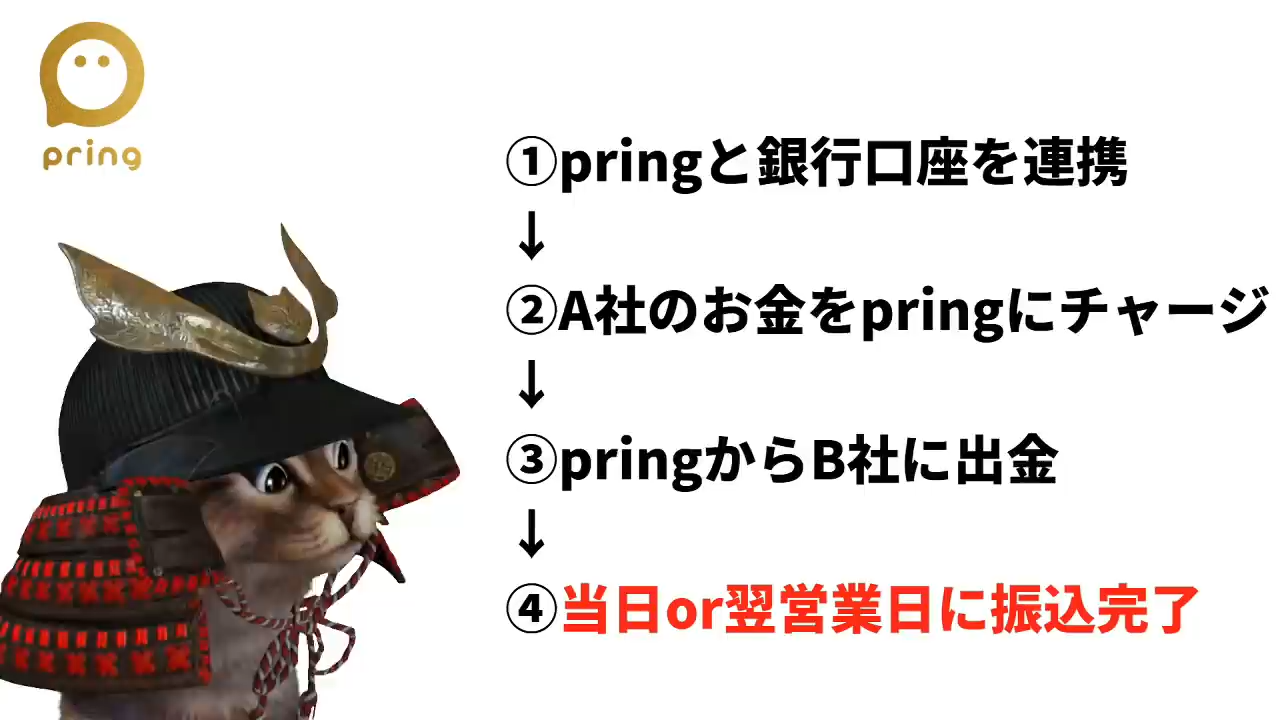 pring
①pringと銀行口座を連携
↓
②A社のお金をpringにチャージ
↓
③pringからB社に出金
↓
④当日or翌営業日に振込完了